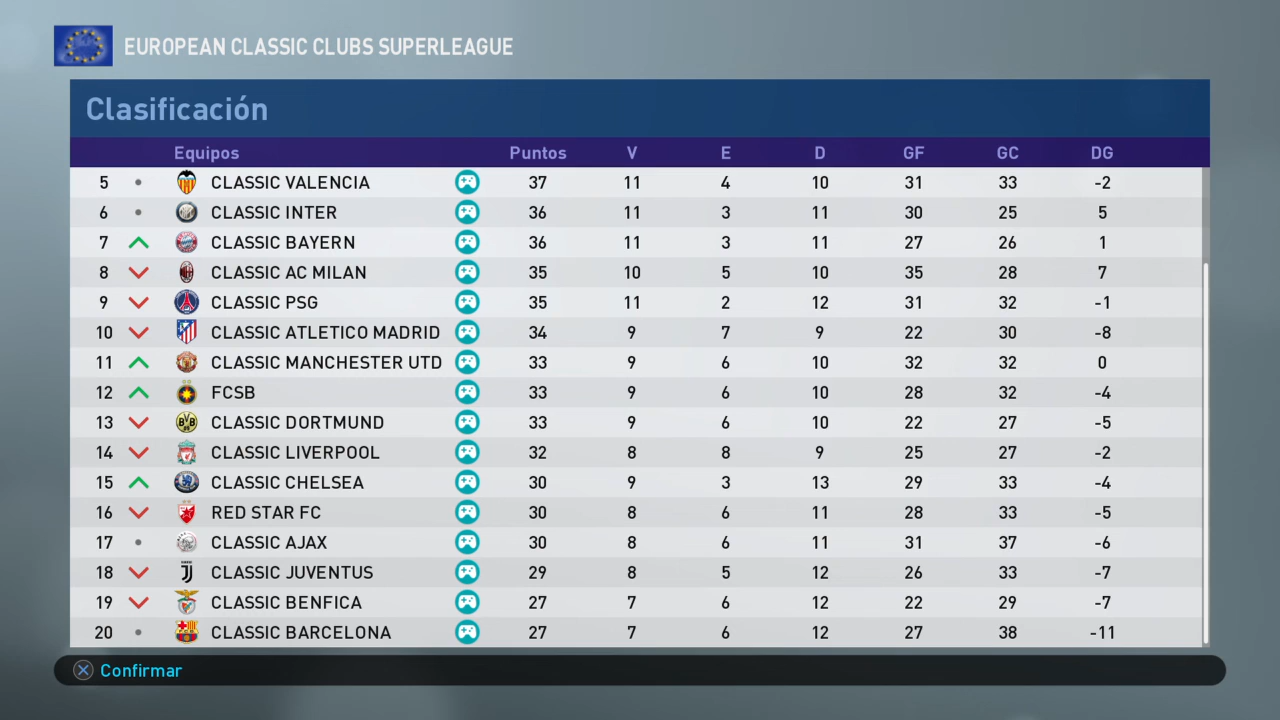 EUROPEAN CLASSIC CLUBS SUPERLEAGUE
Clasificación
Equipos Puntos V E D GF GC DG
5 CLASSIC VALENCIA 37 11 4 10 31 33 -2
6 CLASSIC INTER 36 11 3 11 30 25 5
7 CLASSIC BAYERN 36 11 3 11 27 26 1
8 CLASSIC AC MILAN 35 10 5 10 35 28 7
9 CLASSIC PSG 35 11 2 12 31 32 -1
10 CLASSIC ATLETICO MADRID 34 9 7 9 22 30 -8
11 CLASSIC MANCHESTER UTD 33 9 6 10 32 32 0
12 FCSB 33 9 6 10 28 32 -4
13 CLASSIC DORTMUND 33 9 6 10 22 27 -5
14 CLASSIC LIVERPOOL 32 8 8 9 25 27 -2
15 CLASSIC CHELSEA 30 9 3 13 29 33 -4
16 RED STAR FC 30 8 6 11 28 33 -5
17 CLASSIC AJAX 30 8 6 11 31 37 -6
18 CLASSIC JUVENTUS 29 8 5 12 26 33 -7
19 CLASSIC BENFICA 27 7 6 12 22 29 -7
20 CLASSIC BARCELONA 27 7 6 12 27 38 -11
Confirmar